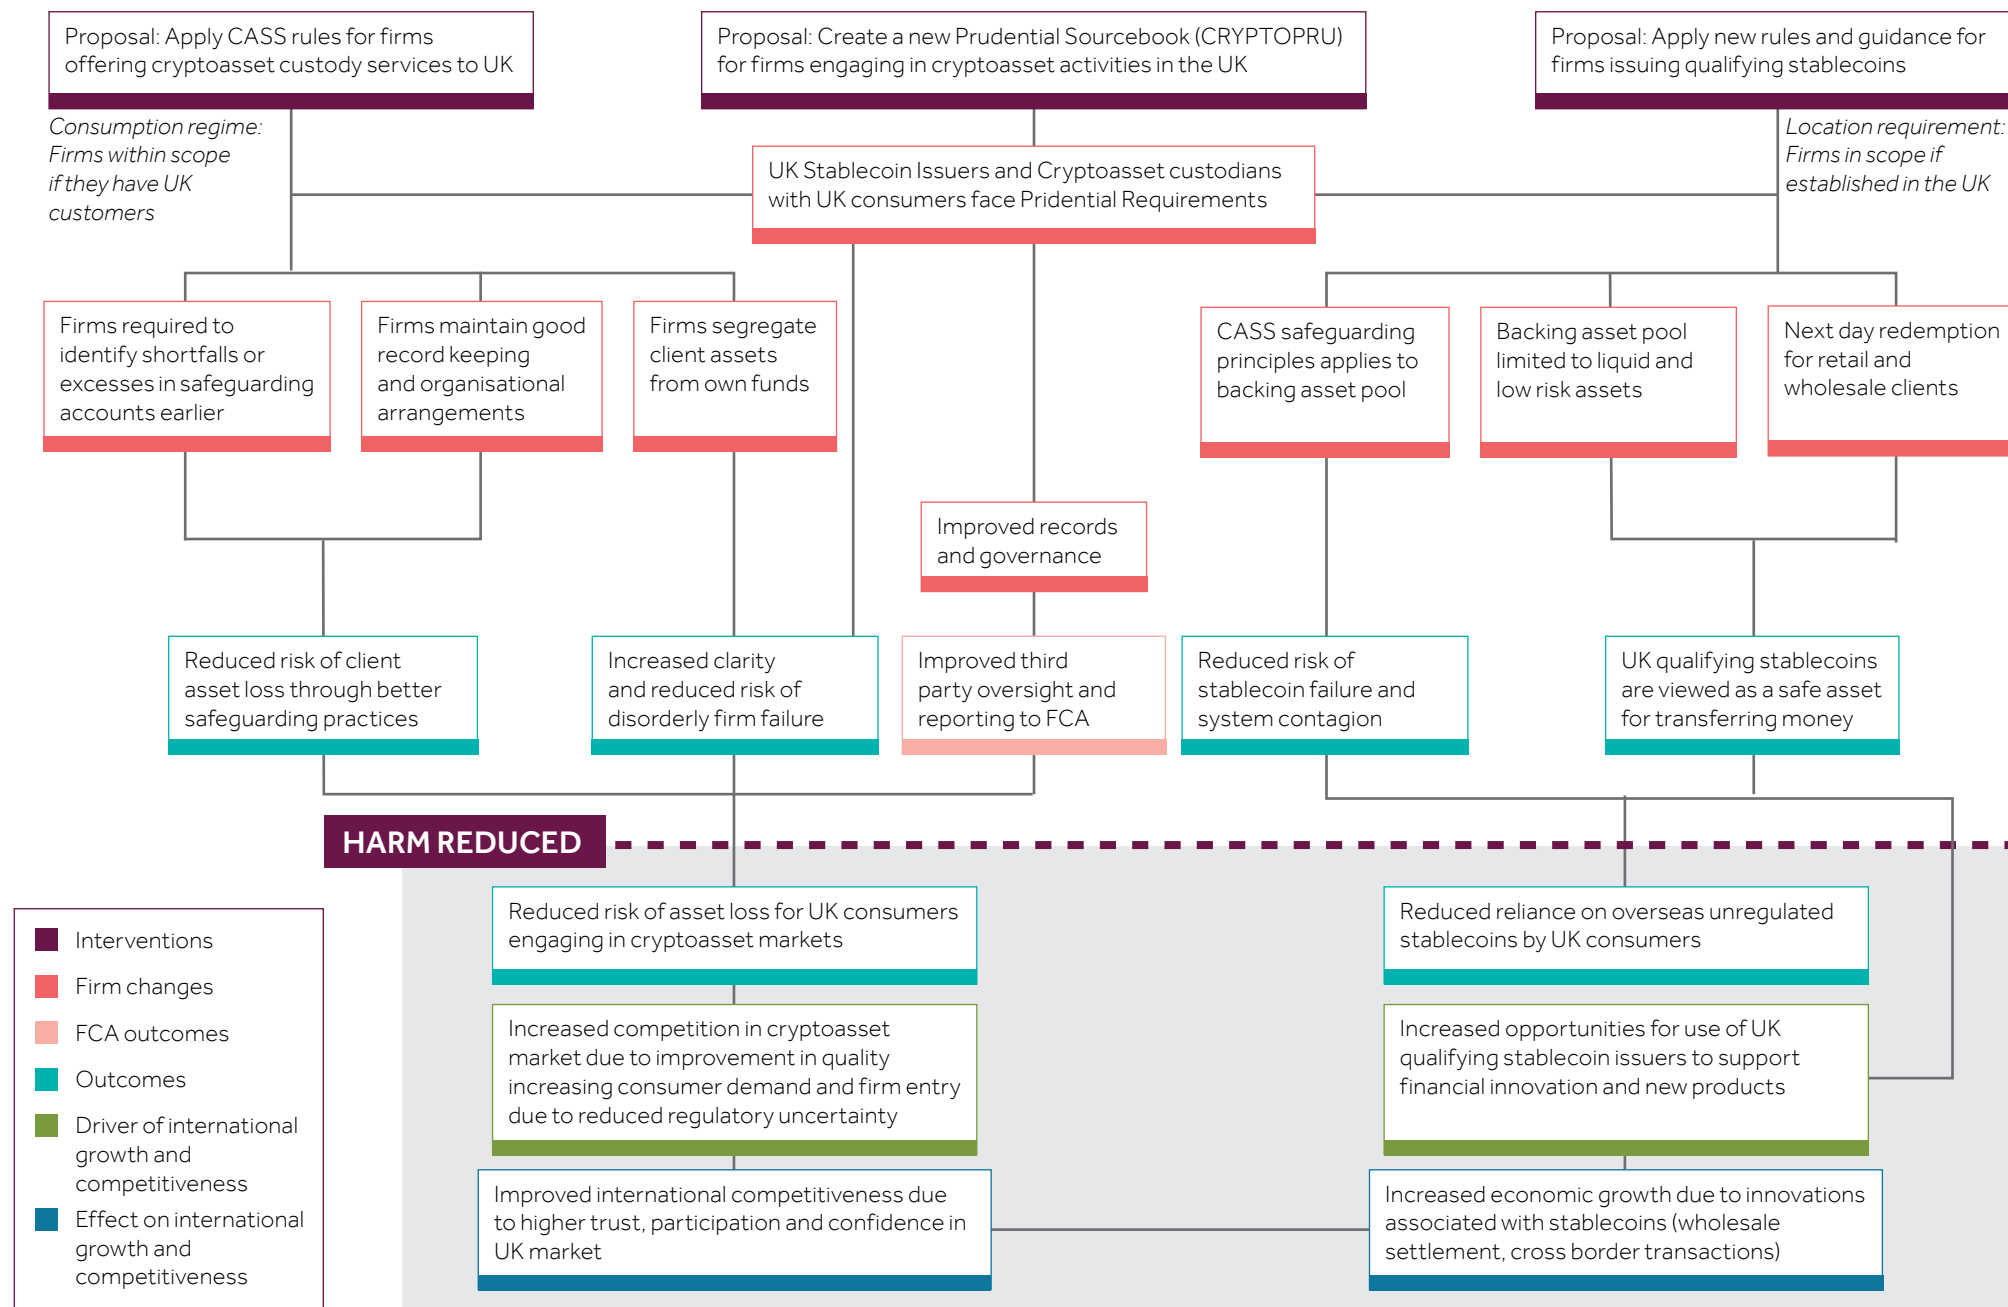 Proposal: Apply CASS rules for firms
offering cryptoasset custody services to UK
Proposal: Create a new Prudential Sourcebook (CRYPTOPRU)
for firms engaging in cryptoasset activities in the UK
Proposal: Apply new rules and guidance for
firms issuing qualifying stablecoins
Consumption regime:
Firms within scope
if they have UK
customers
Location requirement:
Firms in scope if
established in the UK
UK Stablecoin Issuers and Cryptoasset custodians
with UK consumers face Pridential Requirements
Firms required to
identify shortfalls or
excesses in safeguarding
accounts earlier
Firms maintain good
record keeping
and organisational
arrangements
Firms segregate
client assets
from own funds
CASS safeguarding
principles applies to
backing asset pool
Backing asset pool
limited to liquid and
low risk assets
Next day redemption
for retail and
wholesale clients
Improved records
and governance
Reduced risk of client
asset loss through better
safeguarding practices
Increased clarity
and reduced risk of
disorderly firm failure
Improved third
party oversight and
reporting to FCA
Reduced risk of
stablecoin failure and
system contagion
UK qualifying stablecoins
are viewed as a safe asset
for transferring money
HARM REDUCED
Reduced risk of asset loss for UK consumers
engaging in cryptoasset markets
Reduced reliance on overseas unregulated
stablecoins by UK consumers
Increased competition in cryptoasset
market due to improvement in quality
increasing consumer demand and firm entry
due to reduced regulatory uncertainty
Increased opportunities for use of UK
qualifying stablecoin issuers to support
financial innovation and new products
Improved international competitiveness due
to higher trust, participation and confidence in
UK market
Increased economic growth due to innovations
associated with stablecoins (wholesale
settlement, cross border transactions)
Interventions
Firm changes
FCA outcomes
Outcomes
Driver of international
growth and
competitiveness
Effect on international
growth and
competitiveness